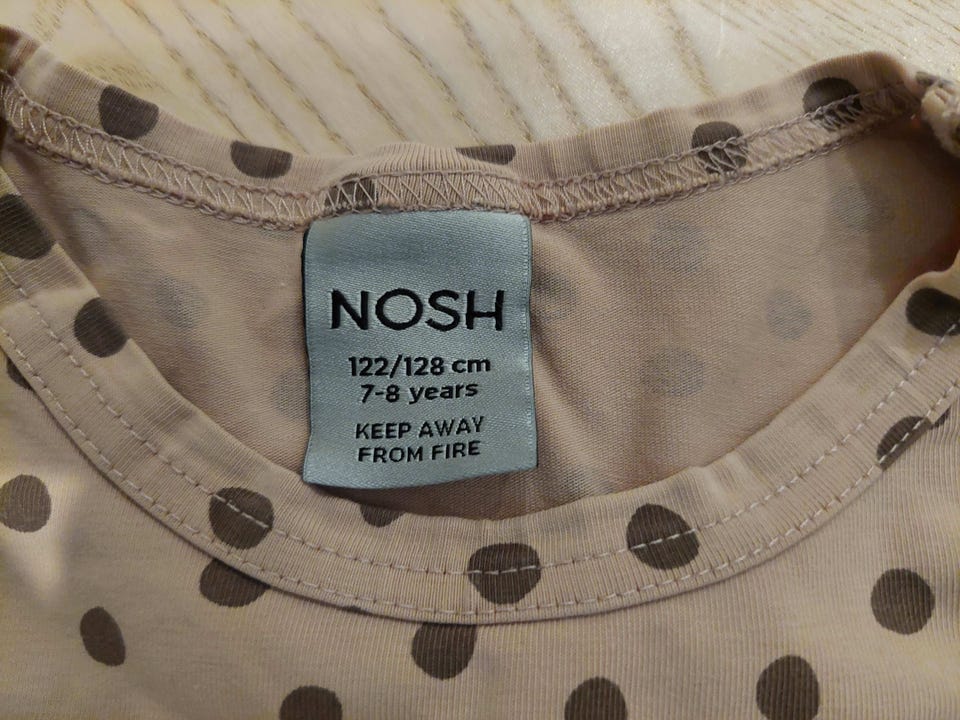 NOSH
122/128 cm
7-8 years
KEEP AWAY
FROM FIRE